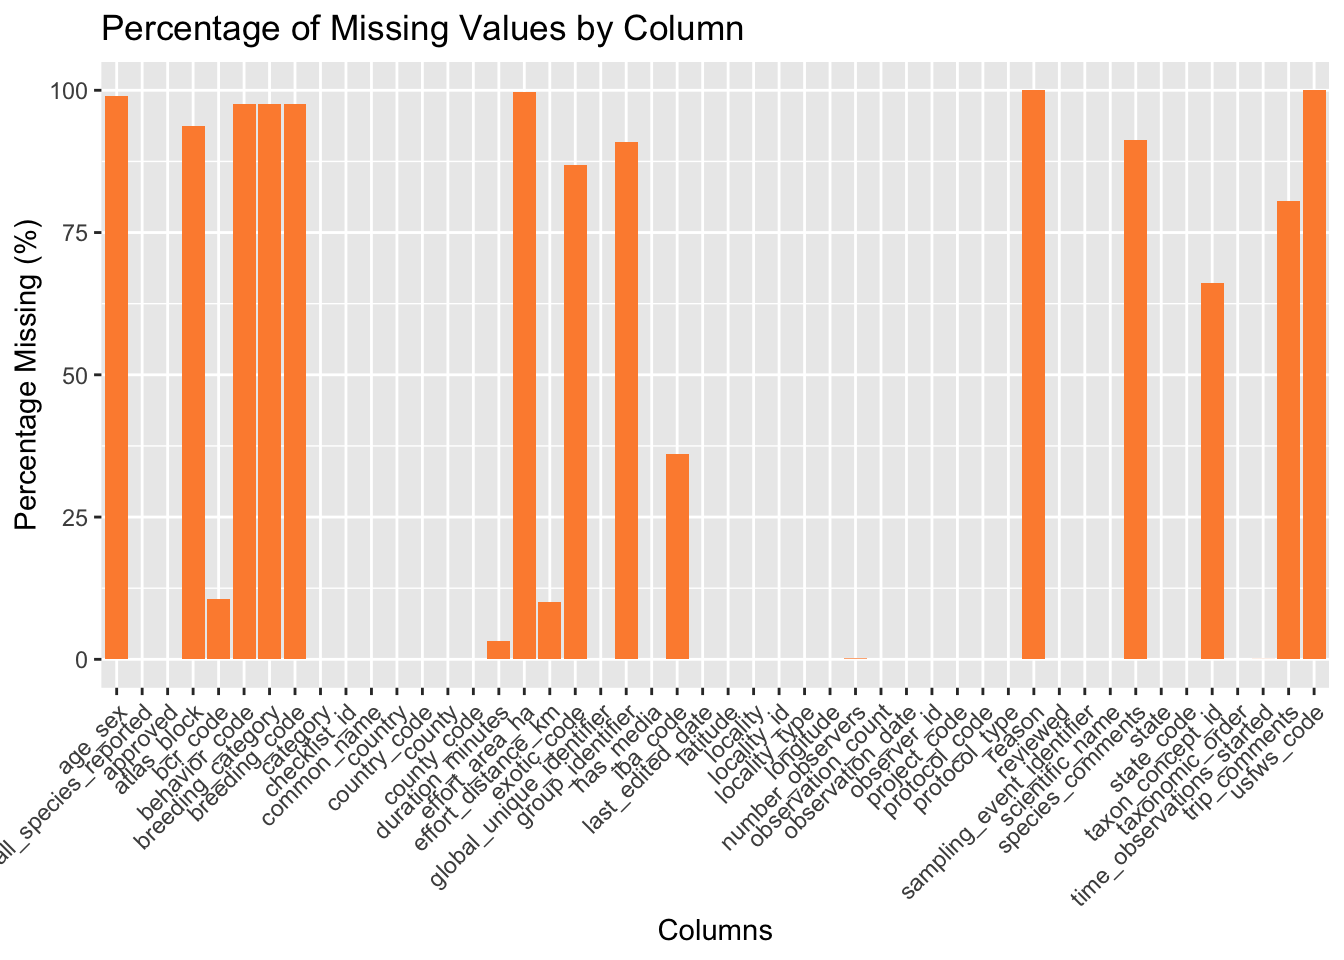 Percentage of Missing Values by Column
Percentage Missing (%)
100
75
50
25
0
age_sex
all_species_reported
approved
atlas_block
bcr_code
behavior_code
breeding_category
breeding_code
category
checklist_id
common_name
country
country_code
county
county_code
duration_minutes
effort_area_ha
effort_distance_km
exotic_code
global_unique_identifier
group_identifier
has_media
iba_code
last_edited_date
latitude
locality
locality_id
locality_type
longitude
number_observers
observation_count
observation_date
observer_id
project_code
protocol_code
protocol_type
reason
reviewed
sampling_event_identifier
scientific_name
species_comments
state
state_code
taxon_concept_id
taxonomic_order
time_observations_started
trip_comments
usfws_code
Columns